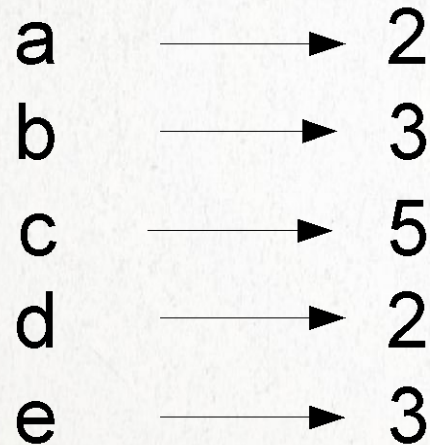 a → 2
b → 3
c → 5
d → 2
e → 3